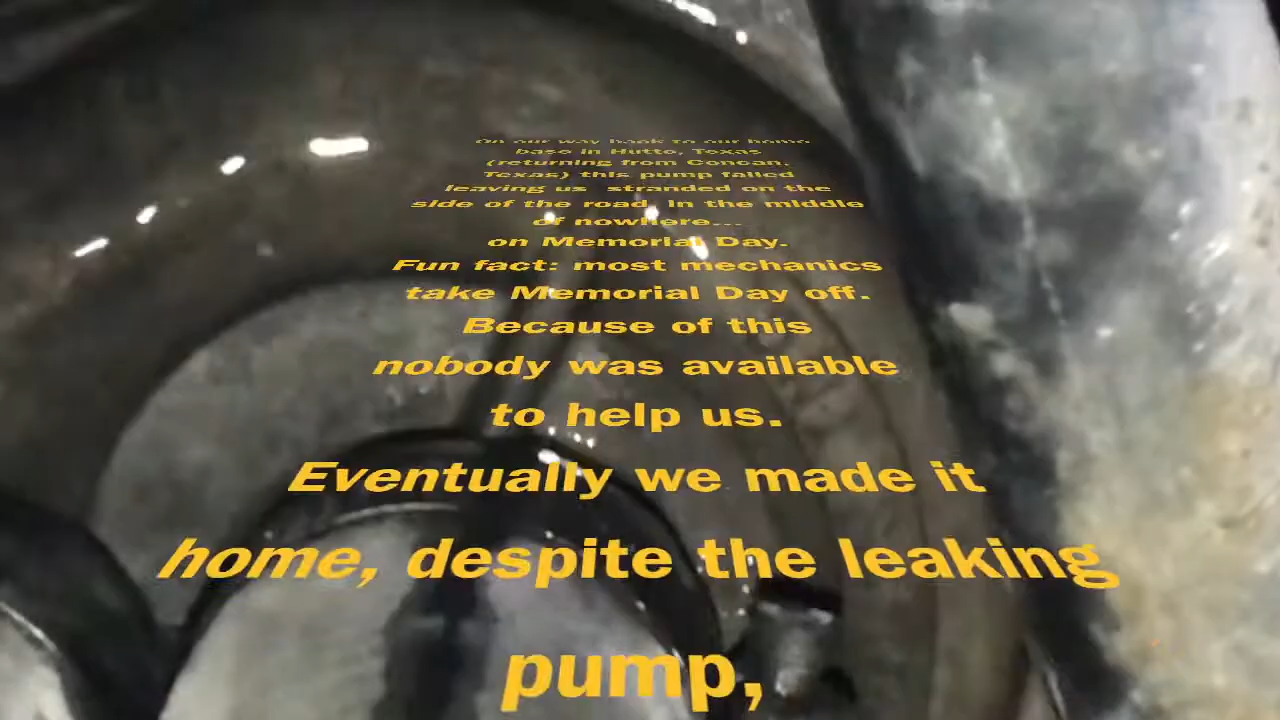 On our way back to our home
base in Hutto, Texas
(returning from Concan,
Texas) this pump failed
leaving us stranded on the
side of the road, in the middle
of nowhere...
on Memorial Day.
Fun fact: most mechanics
take Memorial Day off.
Because of this
nobody was available
to help us.
Eventually we made it
home, despite the leaking
pump,